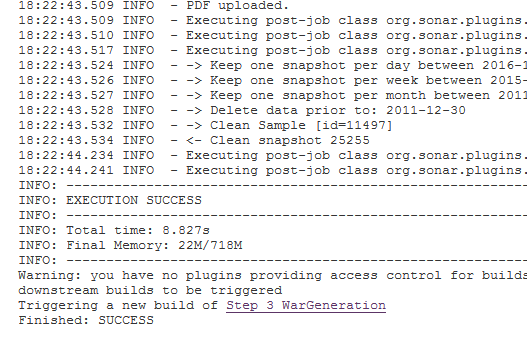 18:22:43.509 INFO  - PDF uploaded.
18:22:43.509 INFO  - Executing post-job class org.sonar.plugins.
18:22:43.510 INFO  - Executing post-job class org.sonar.plugins.
18:22:43.517 INFO  - Executing post-job class org.sonar.plugins.
18:22:43.524 INFO  - -> Keep one snapshot per day between 2016-1
18:22:43.526 INFO  - -> Keep one snapshot per week between 2015-
18:22:43.527 INFO  - -> Keep one snapshot per month between 2011
18:22:43.528 INFO  - -> Delete data prior to: 2011-12-30
18:22:43.532 INFO  - -> Clean Sample [id=11497]
18:22:43.534 INFO  - <- Clean snapshot 25255
18:22:44.234 INFO  - Executing post-job class org.sonar.plugins.
18:22:44.241 INFO  - Executing post-job class org.sonar.plugins.
INFO: ----------------------------------------------------------
INFO: EXECUTION SUCCESS
INFO: ----------------------------------------------------------
INFO: Total time: 8.827s
INFO: Final Memory: 22M/718M
INFO: ----------------------------------------------------------
Warning: you have no plugins providing access control for builds
downstream builds to be triggered
Triggering a new build of Step 3 WarGeneration
Finished: SUCCESS